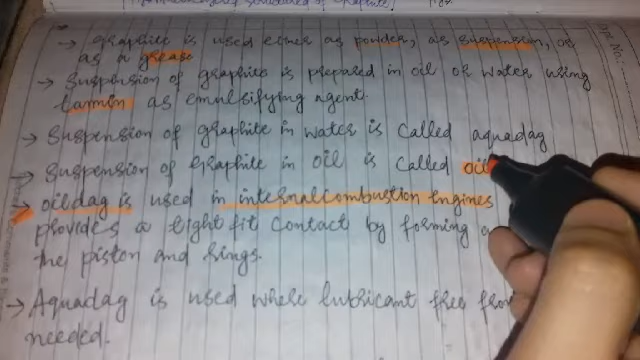 → graphite is used either as powder, as suspension, or
as a grease
→ Suspension of graphite is prepared in oil or water using
tannin as emulsifying agent.
→ Suspension of graphite in water is called aquadag
→ Suspension of Graphite in oil is called oil
→ oildag is used in internal combustion engines
provides a tight fit contact by forming a
the piston and rings.
→ Aquadag is used where lubricant free
needed.